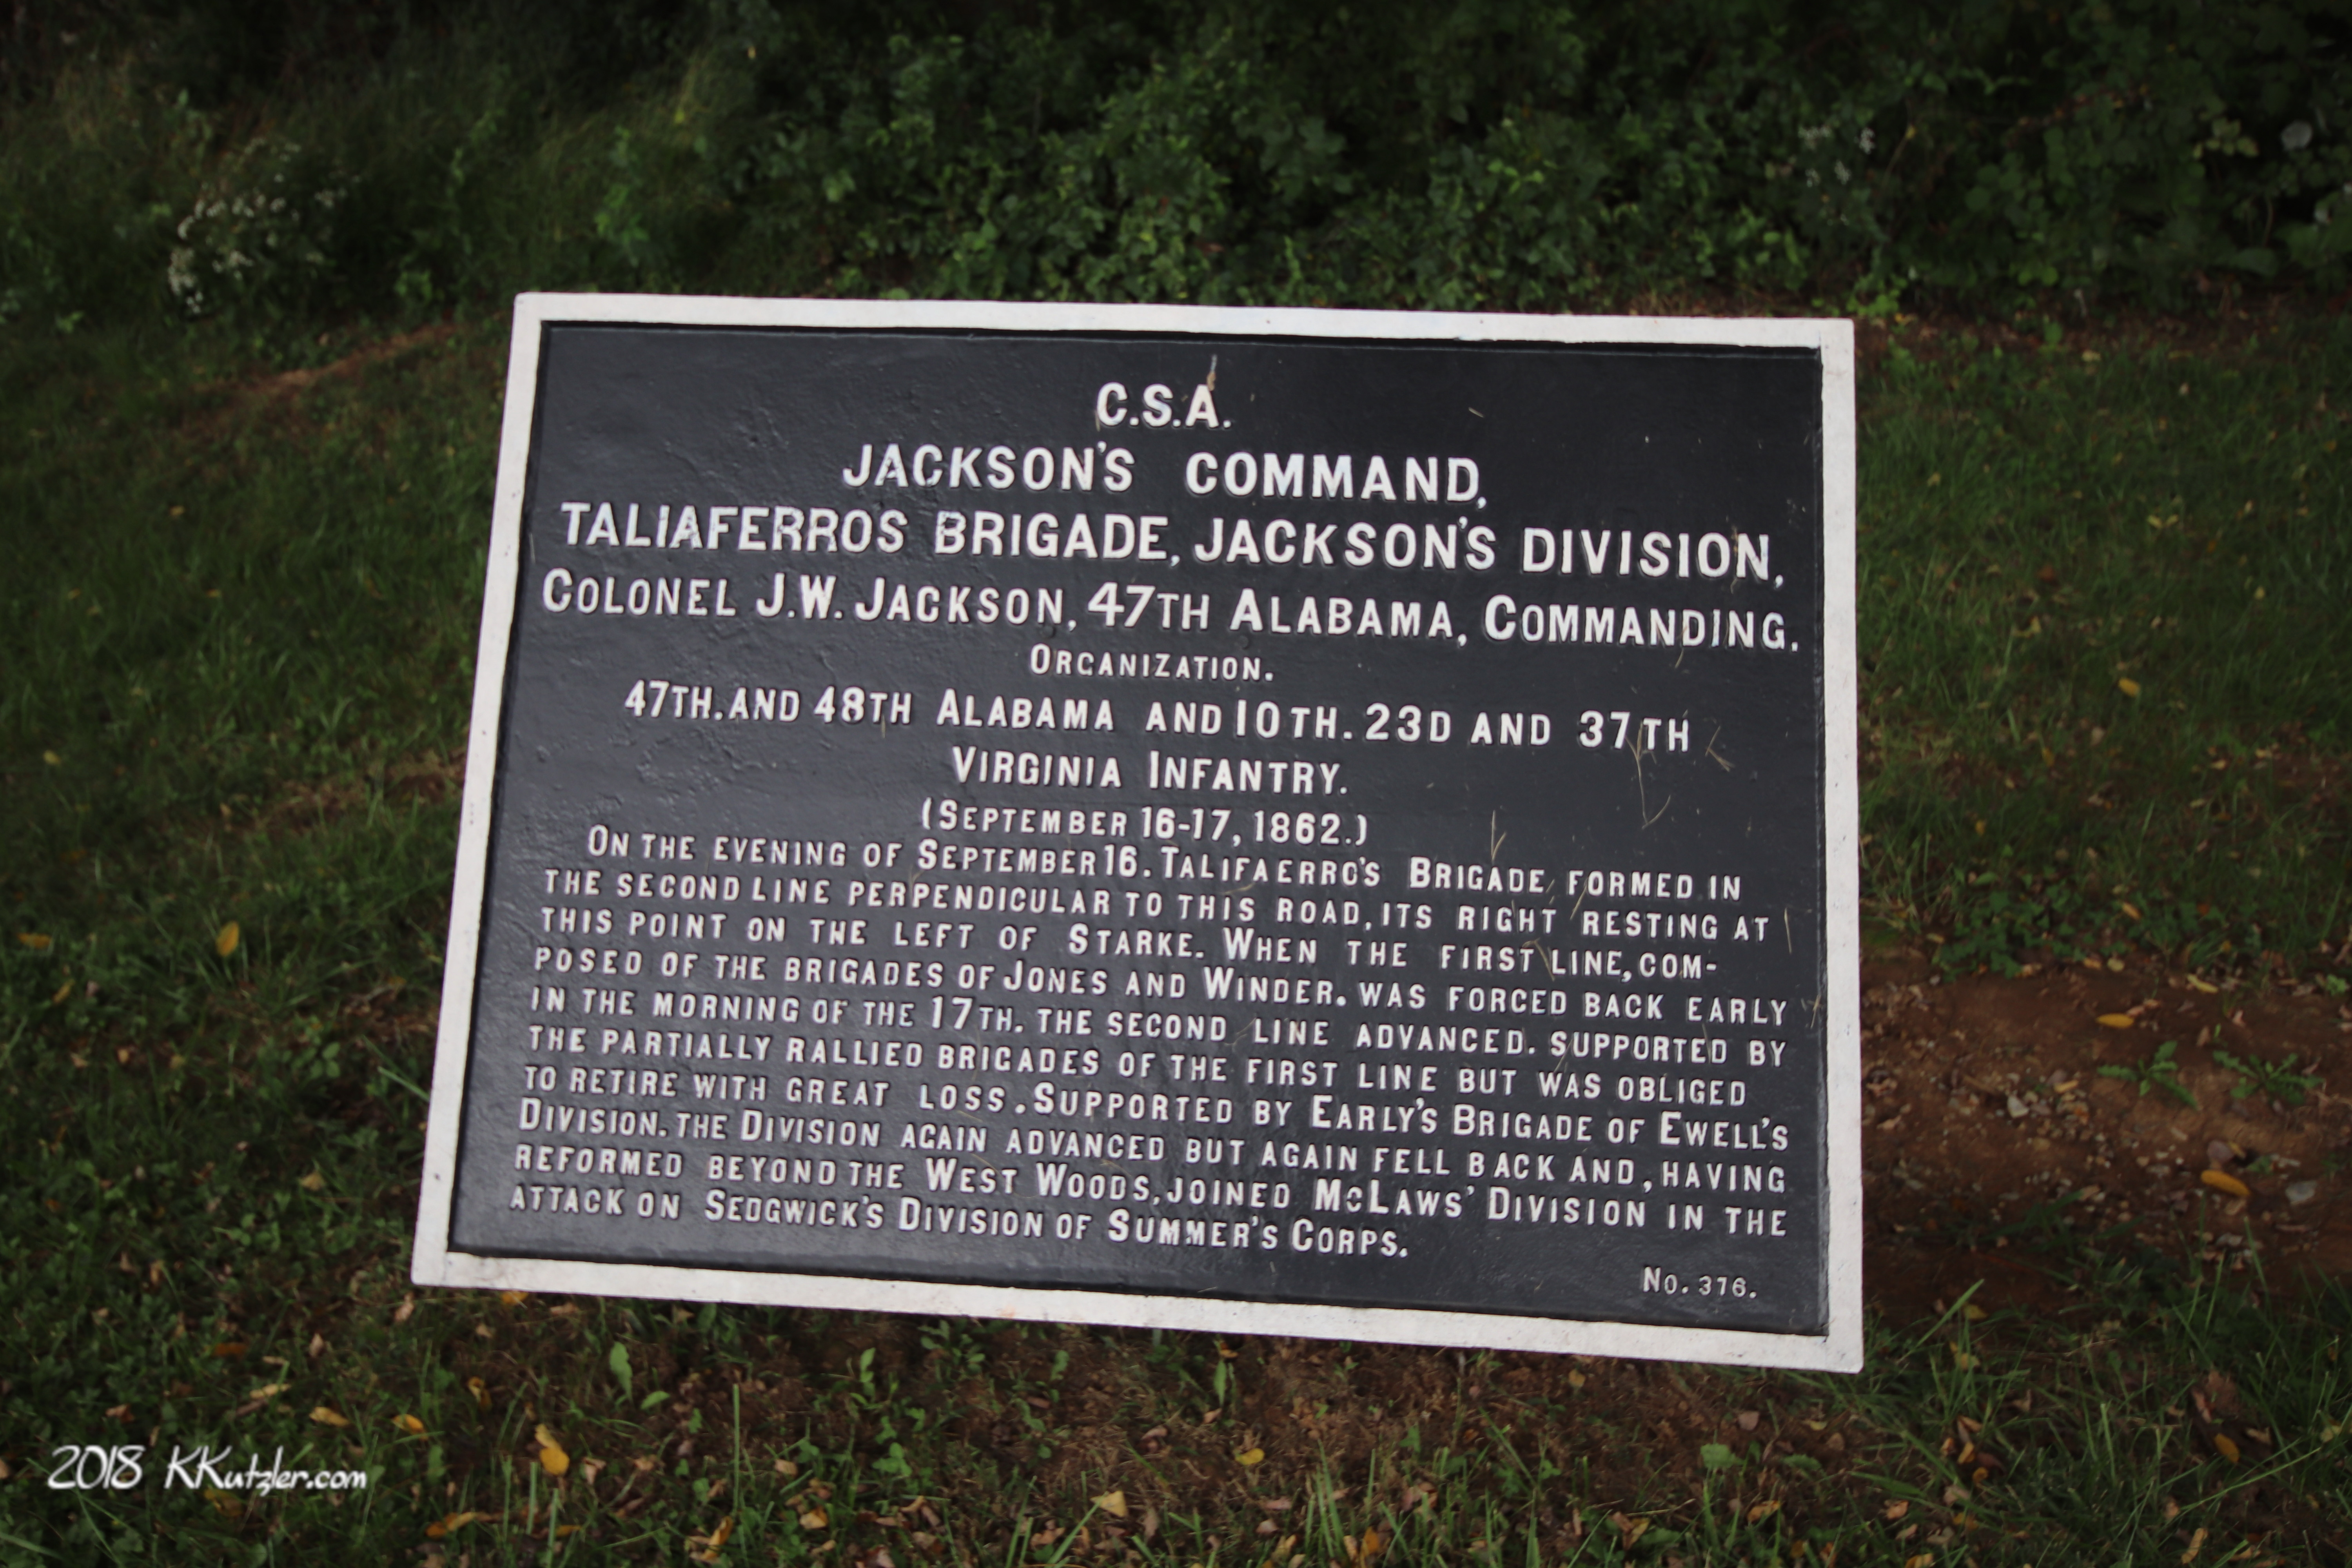 C.S.A.
JACKSON'S COMMAND,
TALIAFERROS BRIGADE, JACKSON'S DIVISION,
COLONEL J.W. JACKSON, 47TH ALABAMA, COMMANDING.
ORGANIZATION.
47TH. AND 48TH ALABAMA AND 10TH. 23D AND 37TH
VIRGINIA INFANTRY.
(SEPTEMBER 16-17, 1862.)
ON THE EVENING OF SEPTEMBER 16. TALIFAERRO'S BRIGADE FORMED IN
THE SECOND LINE PERPENDICULAR TO THIS ROAD, ITS RIGHT RESTING AT
THIS POINT ON THE LEFT OF STARKE. WHEN THE FIRST LINE, COM-
POSED OF THE BRIGADES OF JONES AND WINDER. WAS FORCED BACK EARLY
IN THE MORNING OF THE 17TH. THE SECOND LINE ADVANCED. SUPPORTED BY
THE PARTIALLY RALLIED BRIGADES OF THE FIRST LINE BUT WAS OBLIGED
TO RETIRE WITH GREAT LOSS. SUPPORTED BY EARLY'S BRIGADE OF EWELL'S
DIVISION. THE DIVISION AGAIN ADVANCED BUT AGAIN FELL BACK AND, HAVING
REFORMED BEYOND THE WEST WOODS, JOINED McLAWS' DIVISION IN THE
ATTACK ON SEDGWICK'S DIVISION OF SUMMER'S CORPS.
NO. 376.
2018 KKutzler.com